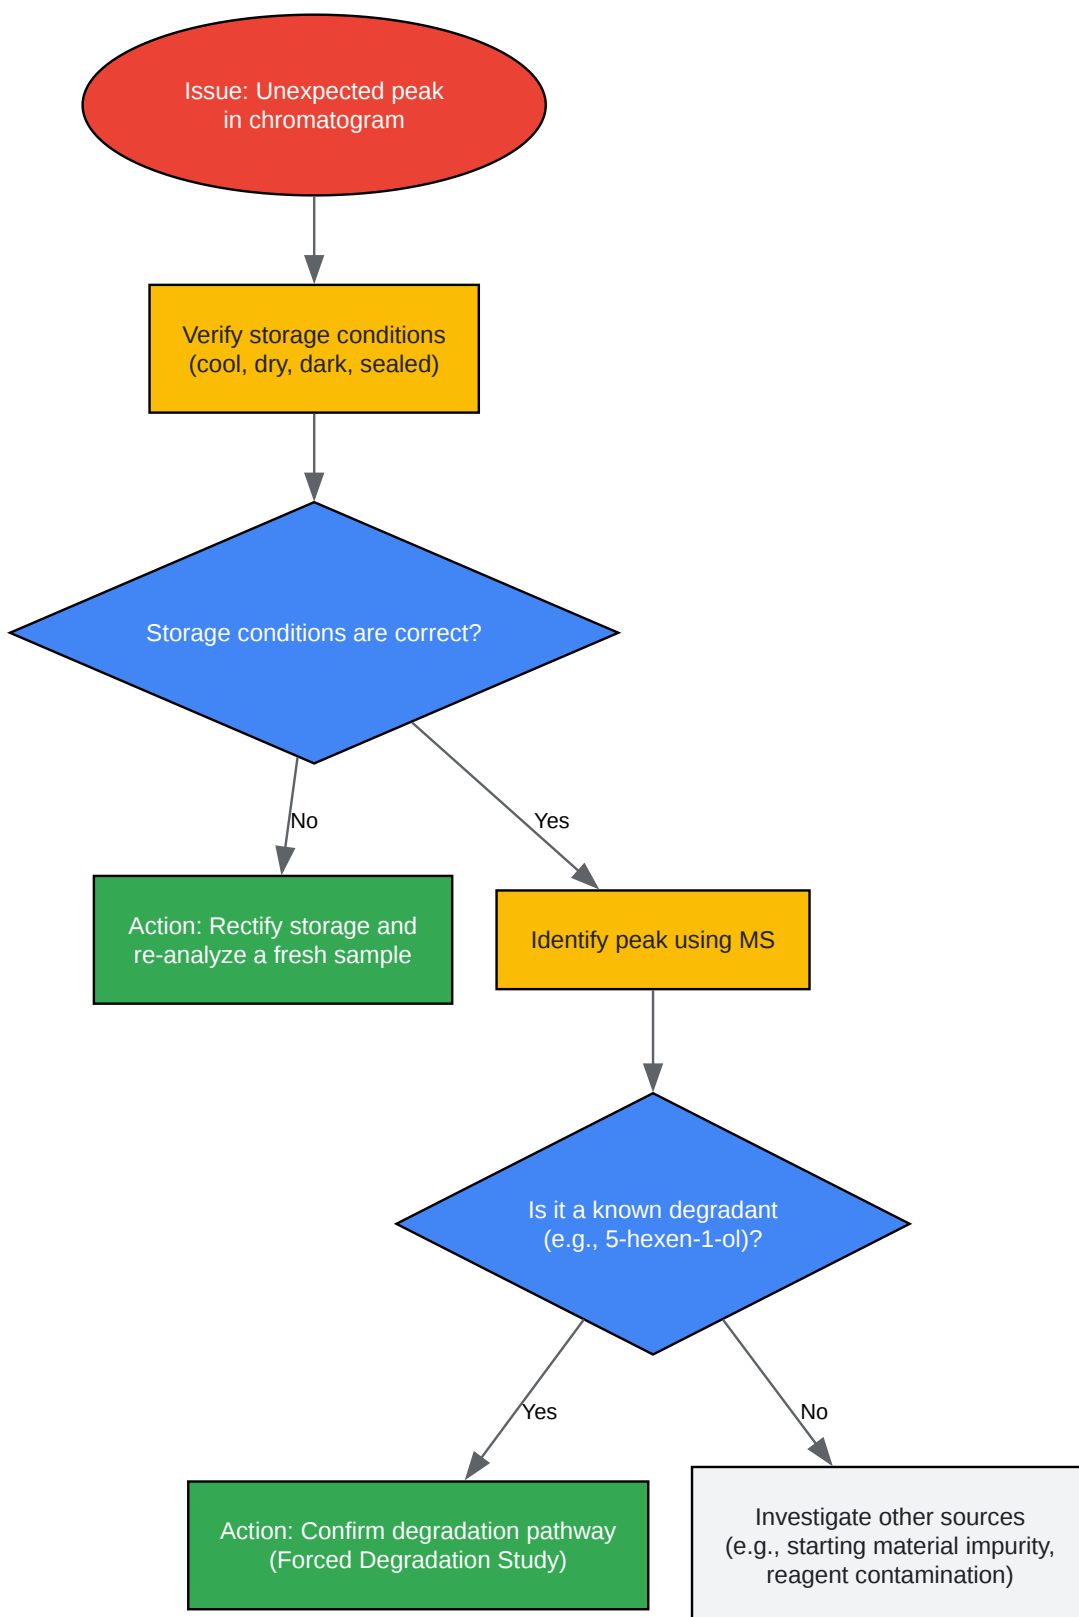 Issue: Unexpected peak
in chromatogram
Verify storage conditions
(cool, dry, dark, sealed)
Storage conditions are correct?
No
Yes
Action: Rectify storage and
re-analyze a fresh sample
Identify peak using MS
Is it a known degradant
(e.g., 5-hexen-1-ol)?
Yes
No
Action: Confirm degradation pathway
(Forced Degradation Study)
Investigate other sources
(e.g., starting material impurity,
reagent contamination)